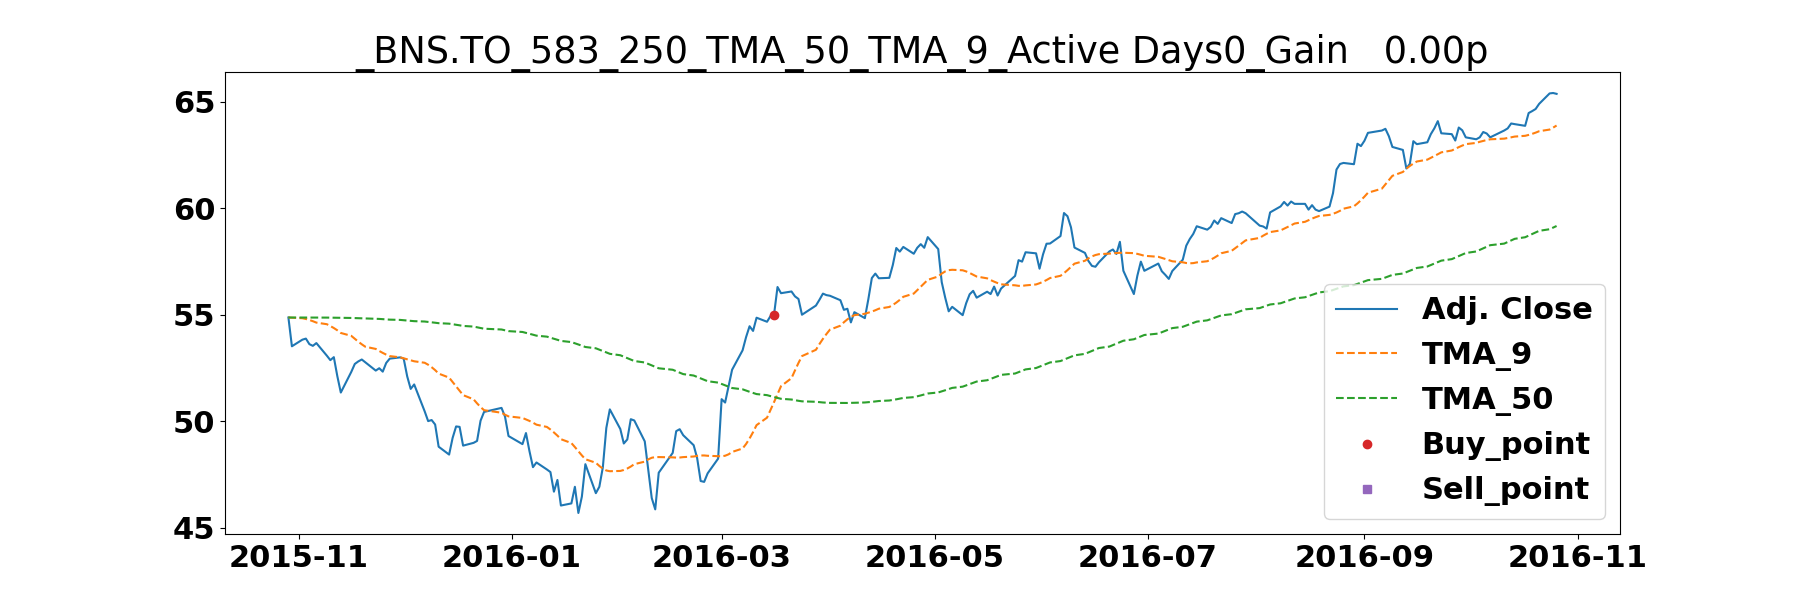 _BNS.TO_583_250_TMA_50_TMA_9_Active Days0_Gain   0.00p
65
60
55
50
45
Adj. Close
TMA_9
TMA_50
Buy_point
Sell_point
2015-11 2016-01 2016-03 2016-05 2016-07 2016-09 2016-11